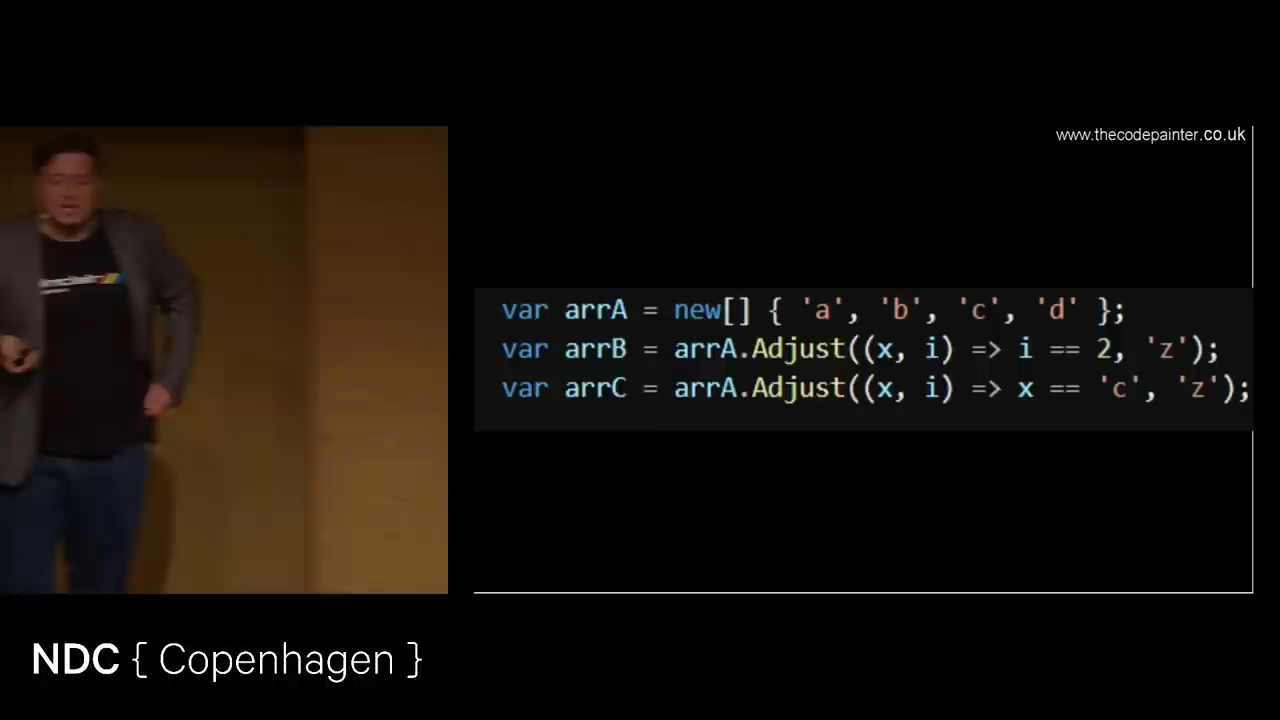 www.thecodepainter.co.uk
var arrA = new[] { 'a', 'b', 'c', 'd' };
var arrB = arrA.Adjust((x, i) => i == 2, 'z');
var arrC = arrA.Adjust((x, i) => x == 'c', 'z');
NDC { Copenhagen }